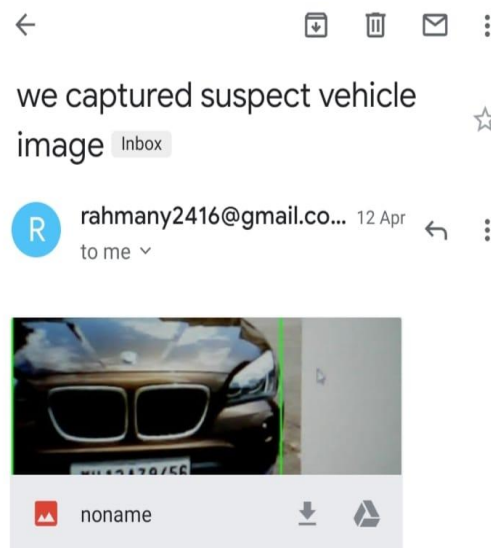 we captured suspect vehicle
image Inbox
R
rahmany2416@gmail.co... 12 Apr
to me
noname